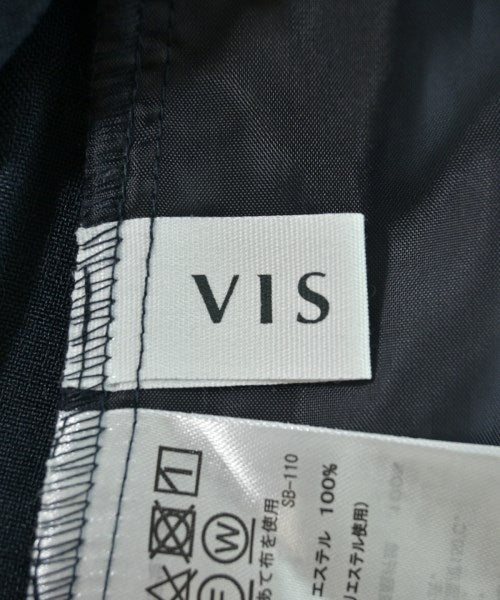 VIS
W
F
あて布を使用
SB-110
エステル 100%
リエステル使用)